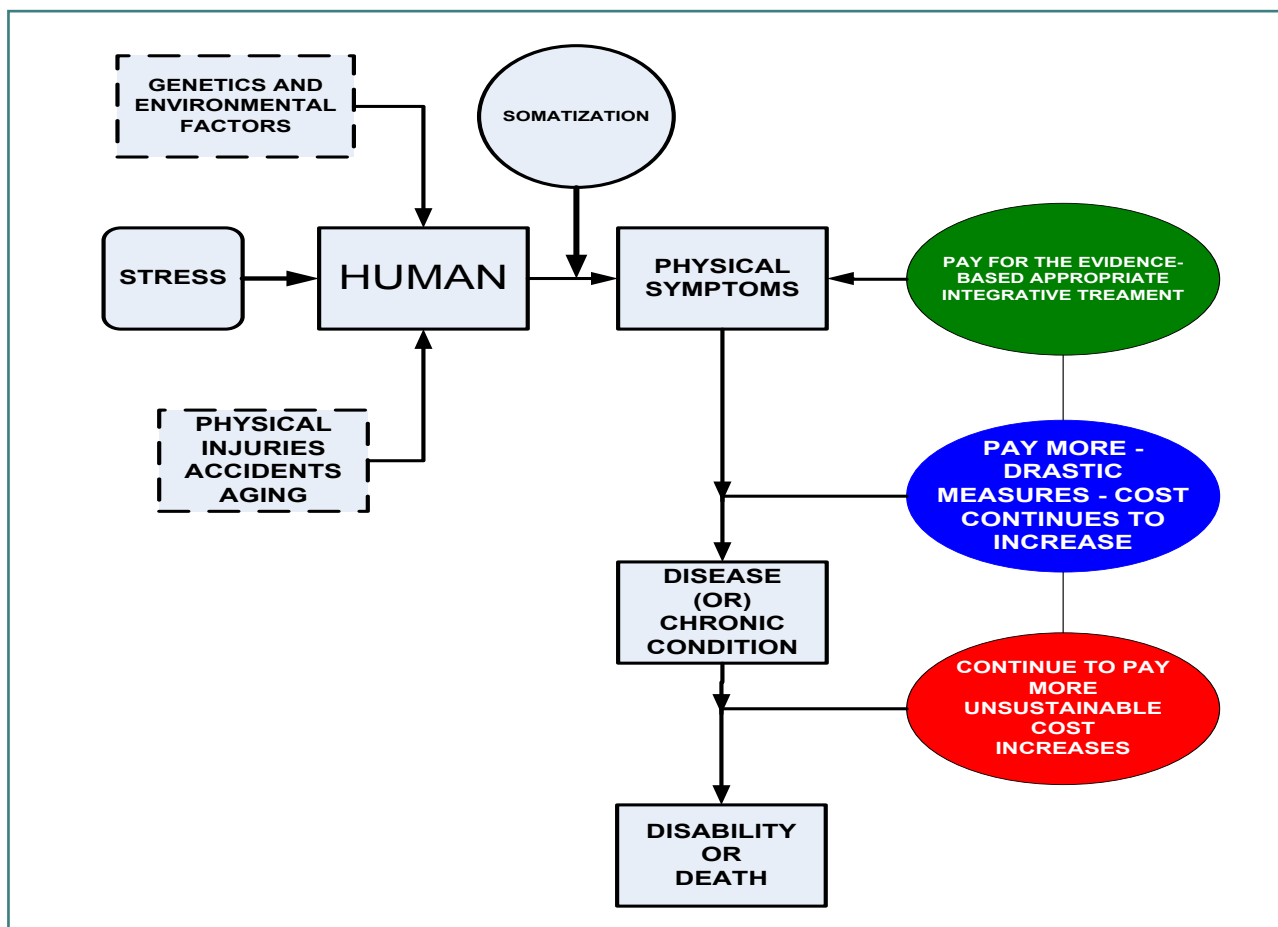 GENETICS AND
ENVIRONMENTAL
FACTORS
SOMATIZATION
STRESS
HUMAN
PHYSICAL
SYMPTOMS
PAY FOR THE EVIDENCE-
BASED APPROPRIATE
INTEGRATIVE TREAMENT
PHYSICAL
INJURIES
ACCIDENTS
AGING
PAY MORE -
DRASTIC
MEASURES - COST
CONTINUES TO
INCREASE
DISEASE
(OR)
CHRONIC
CONDITION
CONTINUE TO PAY
MORE
UNSUSTAINABLE
COST
INCREASES
DISABILITY
OR
DEATH